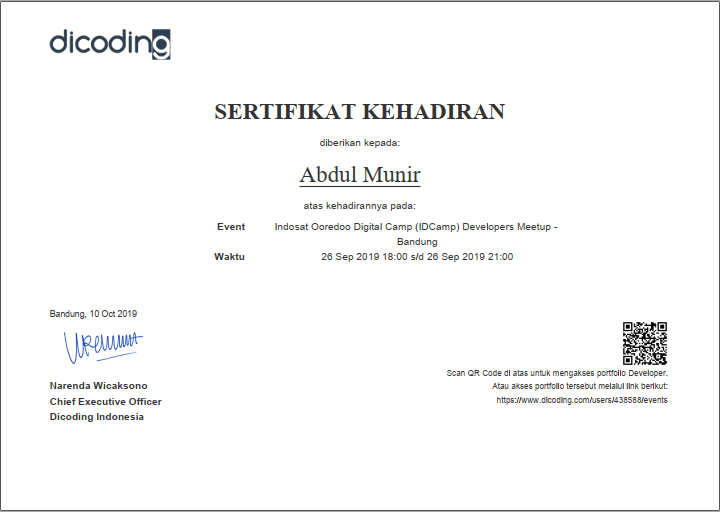 dicoding
SERTIFIKAT KEHADIRAN
diberikan kepada:
Abdul Munir
atas kehadirannya pada:
Event Indosat Ooredoo Digital Camp (IDCamp) Developers Meetup -
Bandung
Waktu 26 Sep 2019 18:00 s/d 26 Sep 2019 21:00
Bandung, 10 Oct 2019
Narenda Wicaksono
Chief Executive Officer
Dicoding Indonesia
Scan QR Code di atas untuk mengakses portfolio Developer.
Atau akses portfolio tersebut melalui link berikut:
https://www.dicoding.com/users/438588/events